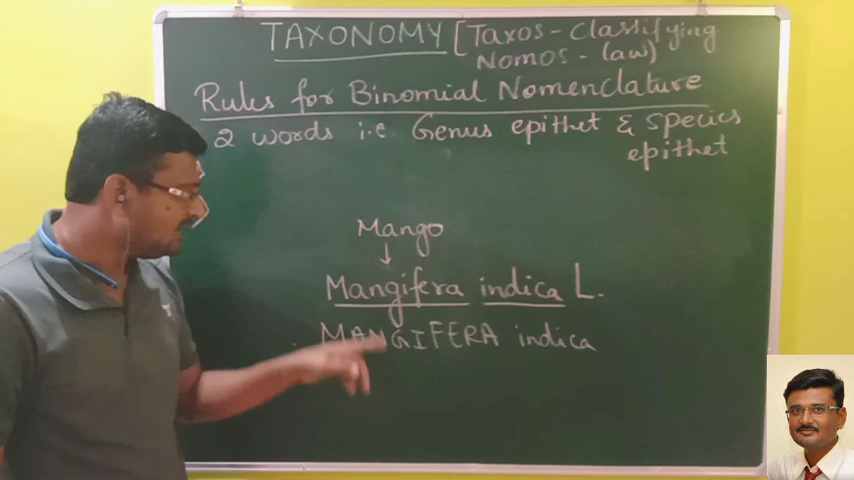 TAXONOMY [Taxos - Classifying
Nomos - law)
Rules for Binomial Nomenclature
2 words i.e Genus epithet & species
epithet
Mango
↓
Mangifera indica L.
MANGIFERA indica